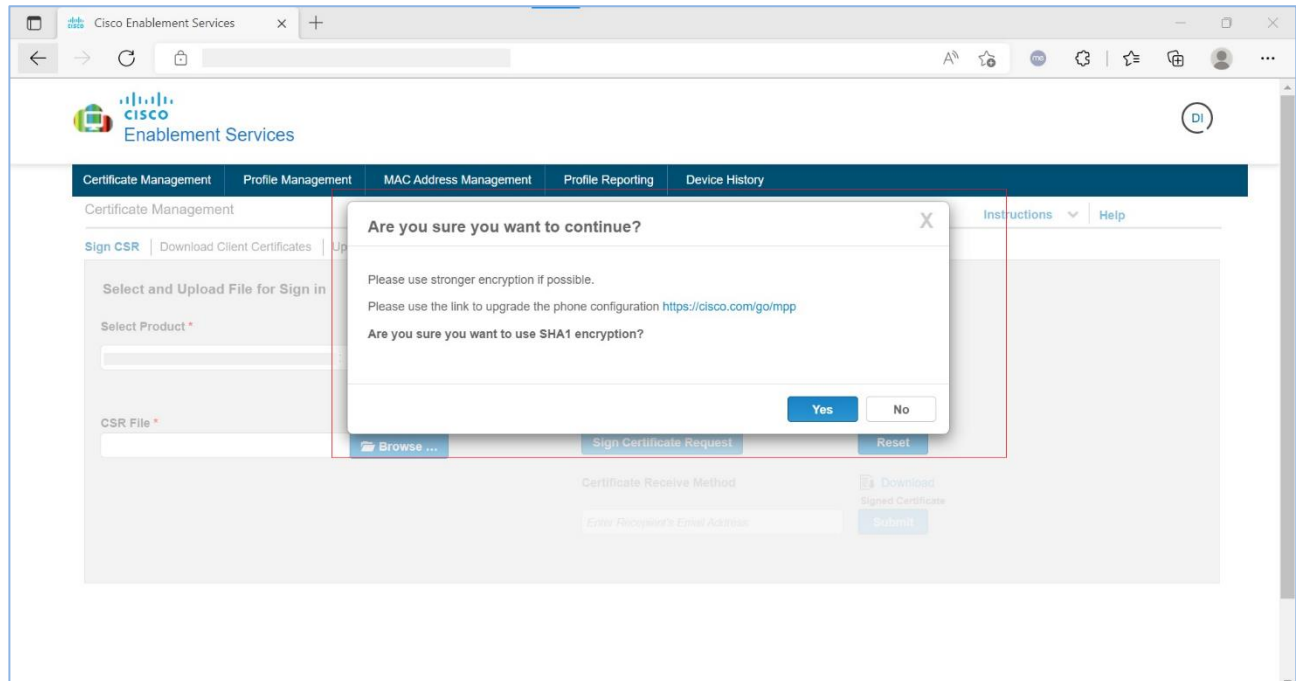 Cisco Enablement Services
CISCO
Enablement Services
DI
Certificate Management
Profile Management
MAC Address Management
Profile Reporting
Device History
Certificate Management
Instructions
Help
Sign CSR
Download Client Certificates
Up
Are you sure you want to continue?
X
Please use stronger encryption if possible.
Please use the link to upgrade the phone configuration https://cisco.com/go/mpp
Are you sure you want to use SHA1 encryption?
Yes
No
Select and Upload File for Sign in
Select Product *
CSR File *
Browse ...
Sign Certificate Request
Reset
Certificate Receive Method
Download
Signed Certificate
Enter Recipient's Email Address
Submit